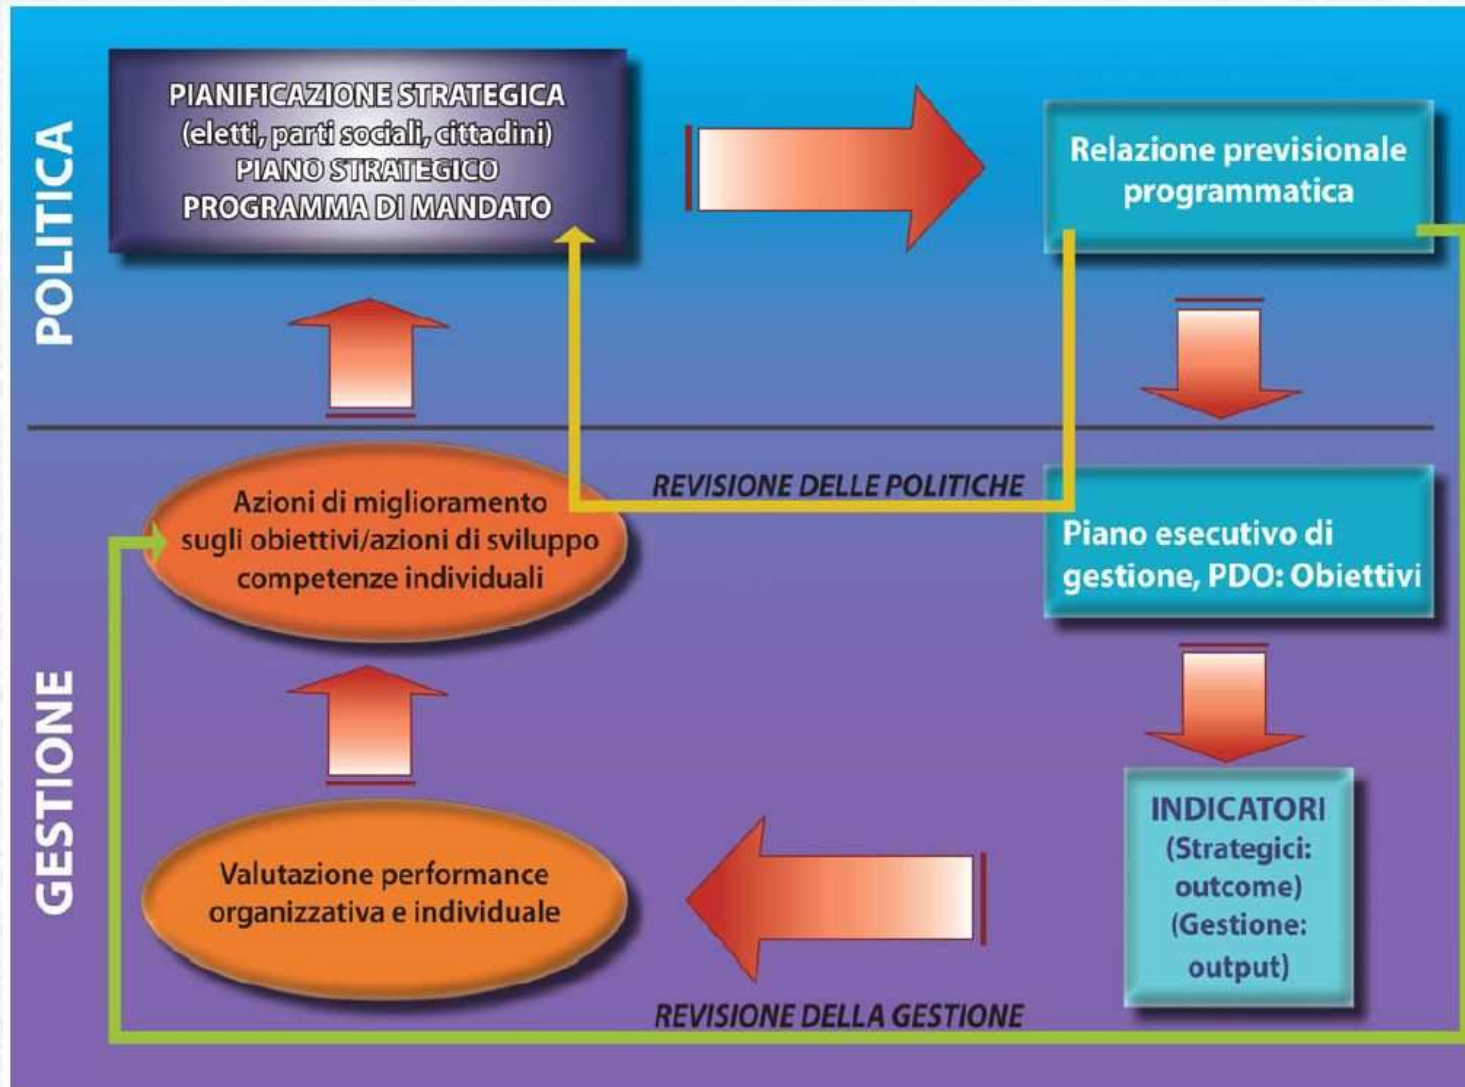 POLITICA
PIANIFICAZIONE STRATEGICA
(eletti, parti sociali, cittadini)
PIANO STRATEGICO
PROGRAMMA DI MANDATO
Relazione previsionale
programmatica
GESTIONE
Azioni di miglioramento
sugli obiettivi/azioni di sviluppo
competenze individuali
REVISIONE DELLE POLITICHE
Piano esecutivo di
gestione, PDO: Obiettivi
Valutazione performance
organizzativa e individuale
INDICATORI
(Strategici:
outcome)
(Gestione:
output)
REVISIONE DELLA GESTIONE